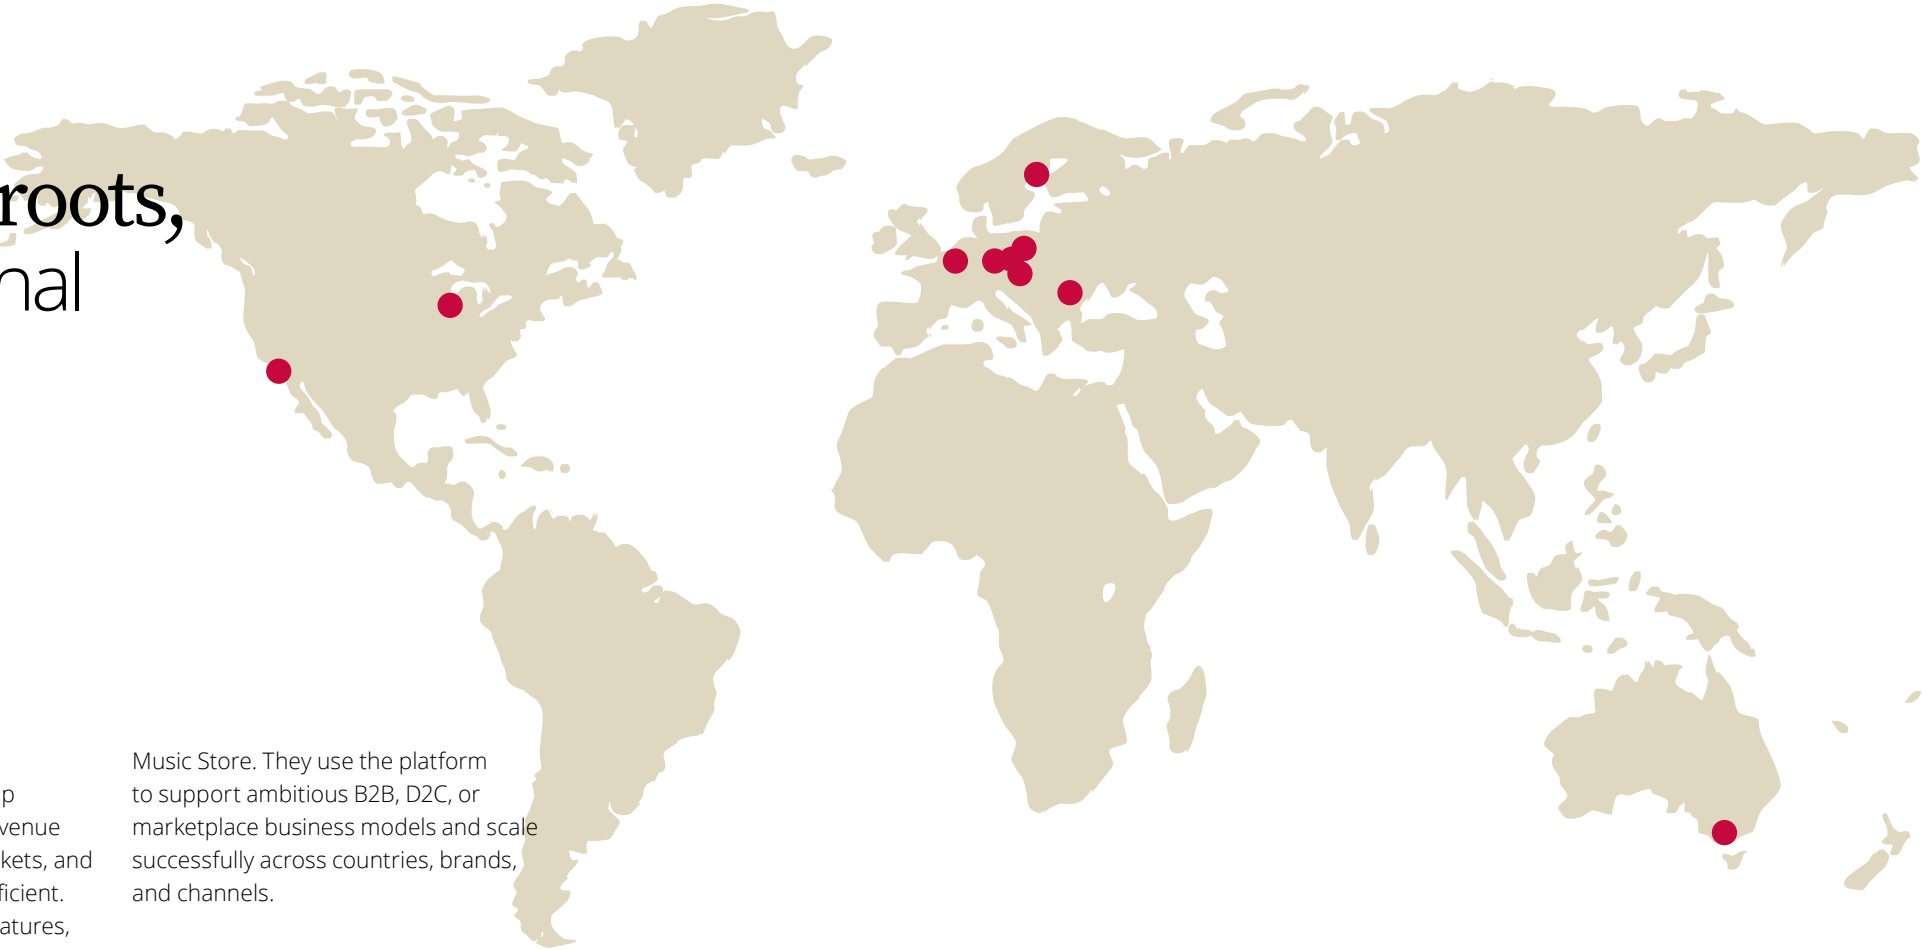 roots,
nal
p
venue
kets, and
ficient.
atures,
Music Store. They use the platform
to support ambitious B2B, D2C, or
marketplace business models and scale
successfully across countries, brands,
and channels.